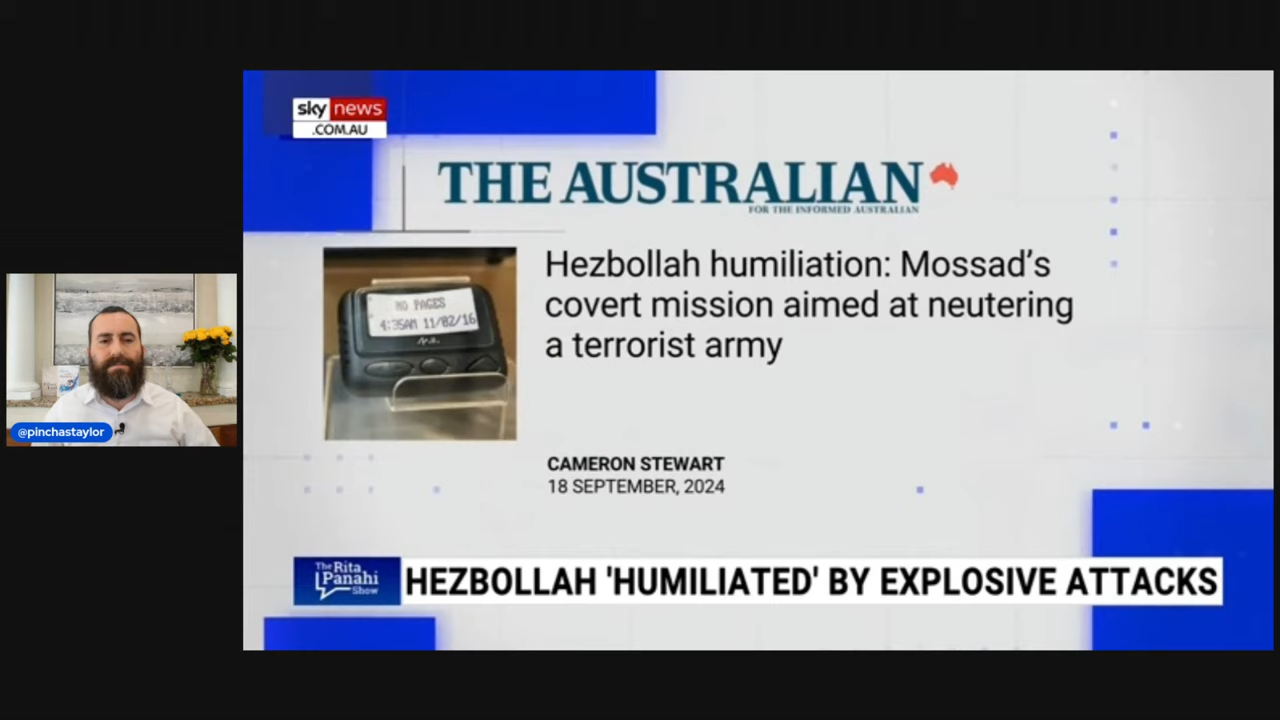 sky news
.COM.AU
THE AUSTRALIAN
FOR THE INFORMED AUSTRALIAN
NO PAGES
4:35AM 11/02/16
Hezbollah humiliation: Mossad's
covert mission aimed at neutering
a terrorist army
@pinchastaylor
CAMERON STEWART
18 SEPTEMBER, 2024
The Rita
Panahi
Show
HEZBOLLAH 'HUMILIATED' BY EXPLOSIVE ATTACKS